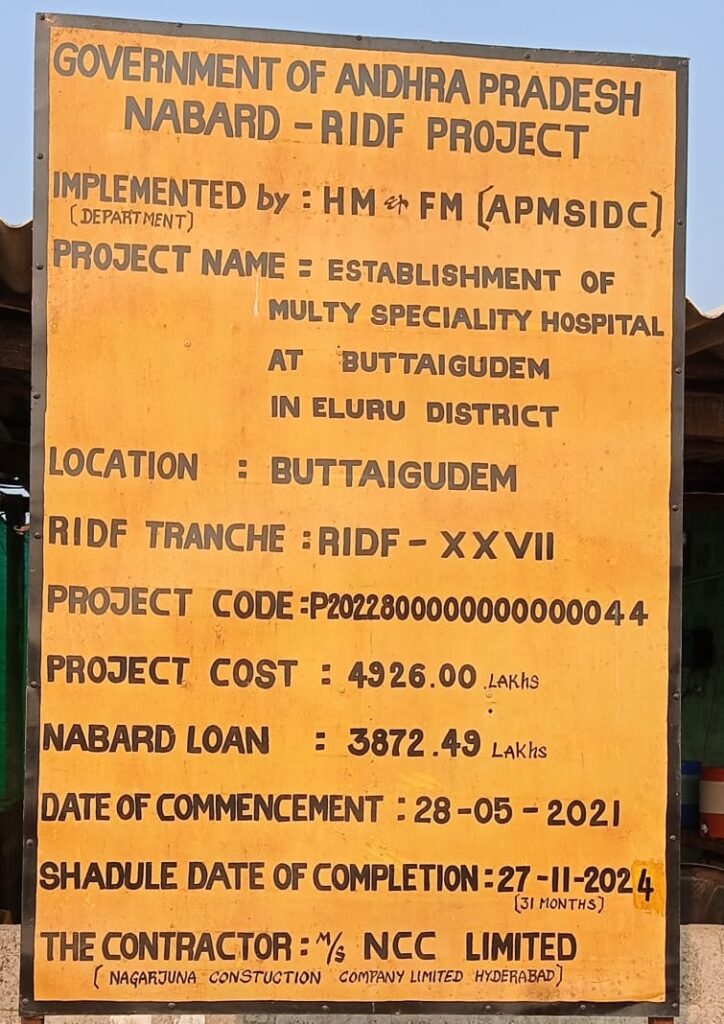 GOVERNMENT OF ANDHRA PRADESH
NABARD - RIDF PROJECT
IMPLEMENTED by : HM & FM [APMSIDC]
[DEPARTMENT]
PROJECT NAME = ESTABLISHMENT OF
MULTY SPECIALITY HOSPITAL
AT BUTTAIGUDEM
IN ELURU DISTRICT
LOCATION : BUTTAIGUDEM
RIDF TRANCHE : RIDF - XXVII
PROJECT CODE :P2022800000000000044
PROJECT COST : 4926.00 LAKhs
NABARD LOAN : 3872.49 LAKhs
DATE OF COMMENCEMENT : 28-05-2021
SHADULE DATE OF COMPLETION : 27-11-2024
[31 MONTHS]
THE CONTRACTOR : M/s NCC LIMITED
[NAGARJUNA CONSTUCTION COMPANY LIMITED HYDERABAD]